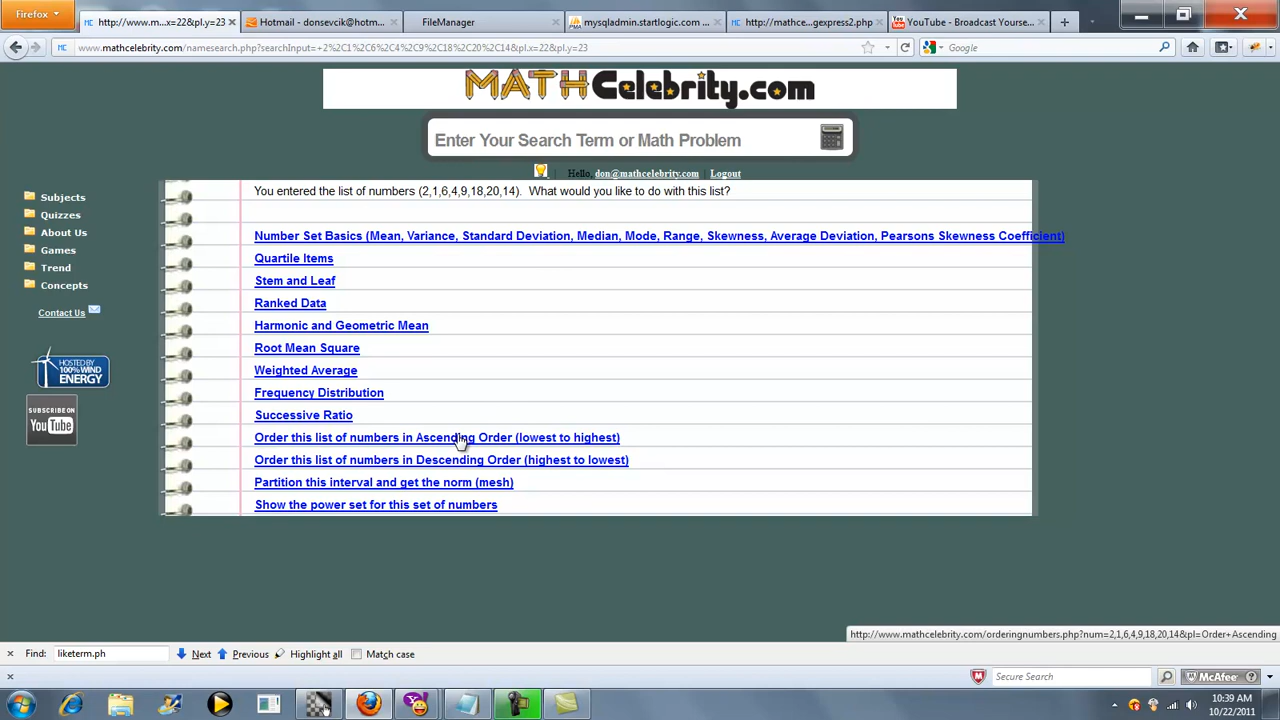 Firefox
http://www.m...x=22&pl.y=23
Hotmail - donsevcik@hotm...
FileManager
mysqladmin.startlogic.com ...
http://mathce...gexpress2.php
YouTube - Broadcast Yourse...
www.mathcelebrity.com/namesearch.php?searchInput=+2%2C1%2C6%2C4%2C9%2C18%2C20%2C14&pl.x=22&pl.y=23
Google
MATHCelebrity.com
Enter Your Search Term or Math Problem
Hello, don@mathcelebrity.com | Logout
You entered the list of numbers (2,1,6,4,9,18,20,14). What would you like to do with this list?
Subjects
Quizzes
About Us
Games
Trend
Concepts
Contact Us
HOSTED BY
100% WIND
ENERGY
SUBSCRIBE ON
YouTube
Number Set Basics (Mean, Variance, Standard Deviation, Median, Mode, Range, Skewness, Average Deviation, Pearsons Skewness Coefficient)
Quartile Items
Stem and Leaf
Ranked Data
Harmonic and Geometric Mean
Root Mean Square
Weighted Average
Frequency Distribution
Successive Ratio
Order this list of numbers in Ascending Order (lowest to highest)
Order this list of numbers in Descending Order (highest to lowest)
Partition this interval and get the norm (mesh)
Show the power set for this set of numbers
http://www.mathcelebrity.com/orderingnumbers.php?num=2,1,6,4,9,18,20,14&pl=Order+Ascending
Find: liketerm.ph Next Previous Highlight all Match case
Secure Search McAfee
10:39 AM
10/22/2011